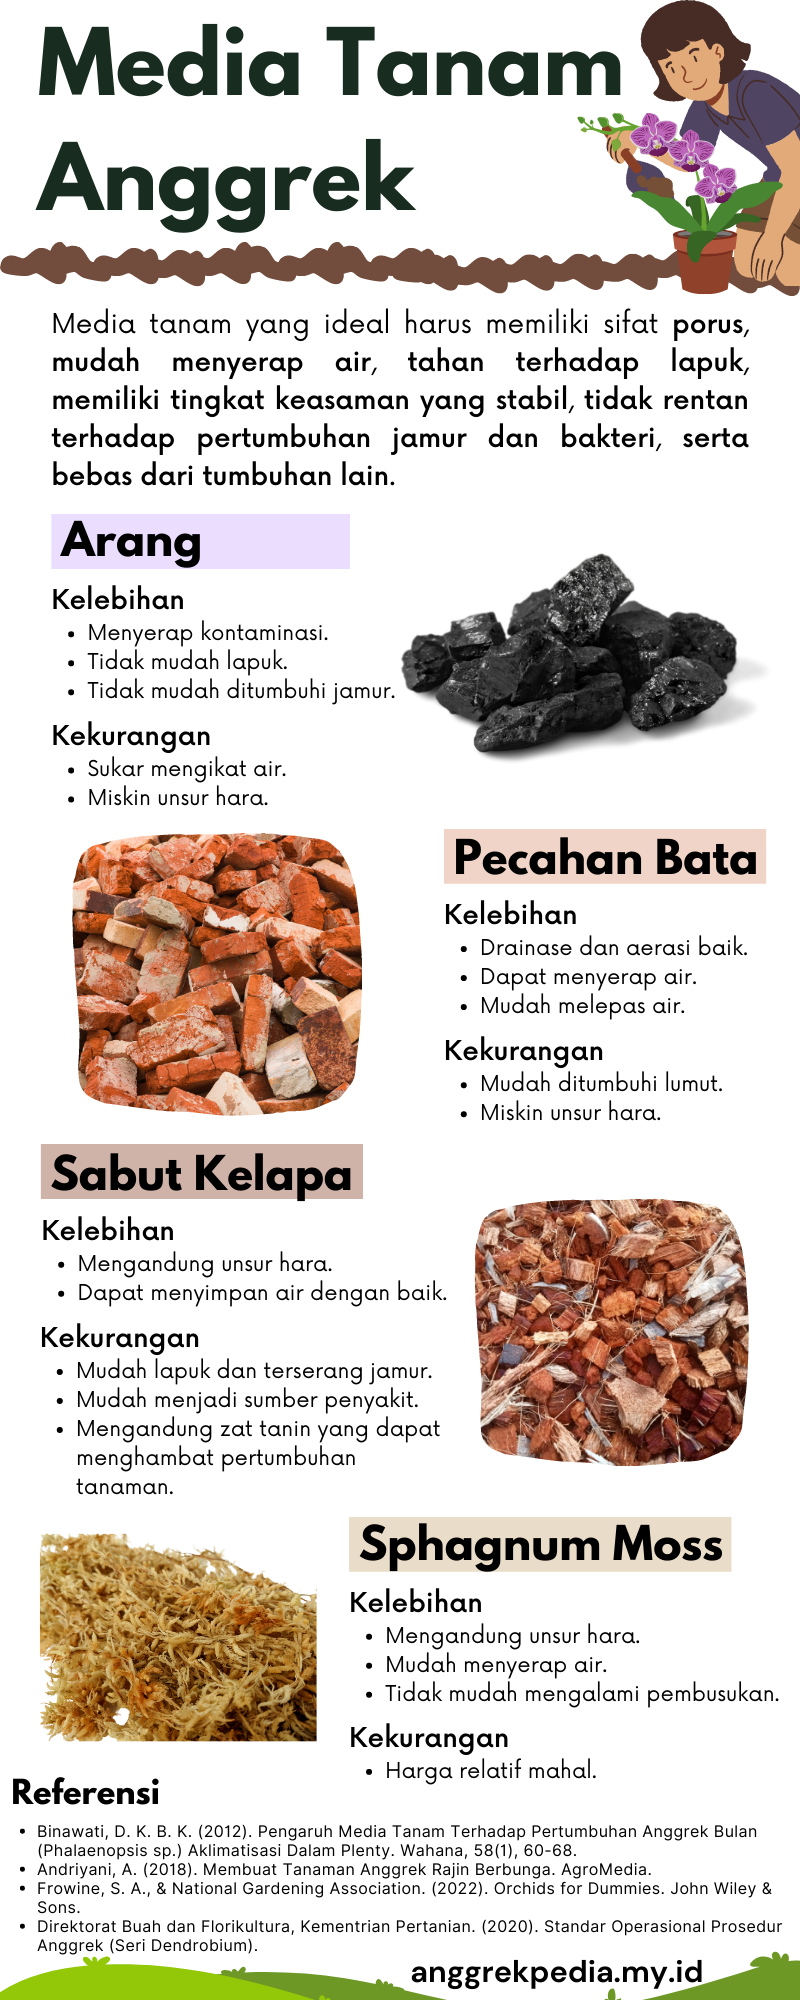 Media Tanam
Anggrek
Media tanam yang ideal harus memiliki sifat porus,
mudah menyerap air, tahan terhadap lapuk,
memiliki tingkat keasaman yang stabil, tidak rentan
terhadap pertumbuhan jamur dan bakteri, serta
bebas dari tumbuhan lain.
Arang
Kelebihan
• Menyerap kontaminasi.
• Tidak mudah lapuk.
• Tidak mudah ditumbuhi jamur.
Kekurangan
• Sukar mengikat air.
• Miskin unsur hara.
Pecahan Bata
Kelebihan
• Drainase dan aerasi baik.
• Dapat menyerap air.
• Mudah melepas air.
Kekurangan
• Mudah ditumbuhi lumut.
• Miskin unsur hara.
Sabut Kelapa
Kelebihan
• Mengandung unsur hara.
• Dapat menyimpan air dengan baik.
Kekurangan
• Mudah lapuk dan terserang jamur.
• Mudah menjadi sumber penyakit.
• Mengandung zat tanin yang dapat
menghambat pertumbuhan
tanaman.
Sphagnum Moss
Kelebihan
• Mengandung unsur hara.
• Mudah menyerap air.
• Tidak mudah mengalami pembusukan.
Kekurangan
• Harga relatif mahal.
Referensi
• Binawati, D. K. B. K. (2012). Pengaruh Media Tanam Terhadap Pertumbuhan Anggrek Bulan
(Phalaenopsis sp.) Aklimatisasi Dalam Plenty. Wahana, 58(1), 60-68.
• Andriyani, A. (2018). Membuat Tanaman Anggrek Rajin Berbunga. AgroMedia.
• Frowine, S. A., & National Gardening Association. (2022). Orchids for Dummies. John Wiley &
Sons.
• Direktorat Buah dan Florikultura, Kementrian Pertanian. (2020). Standar Operasional Prosedur
Anggrek (Seri Dendrobium).
anggrekpedia.my.id